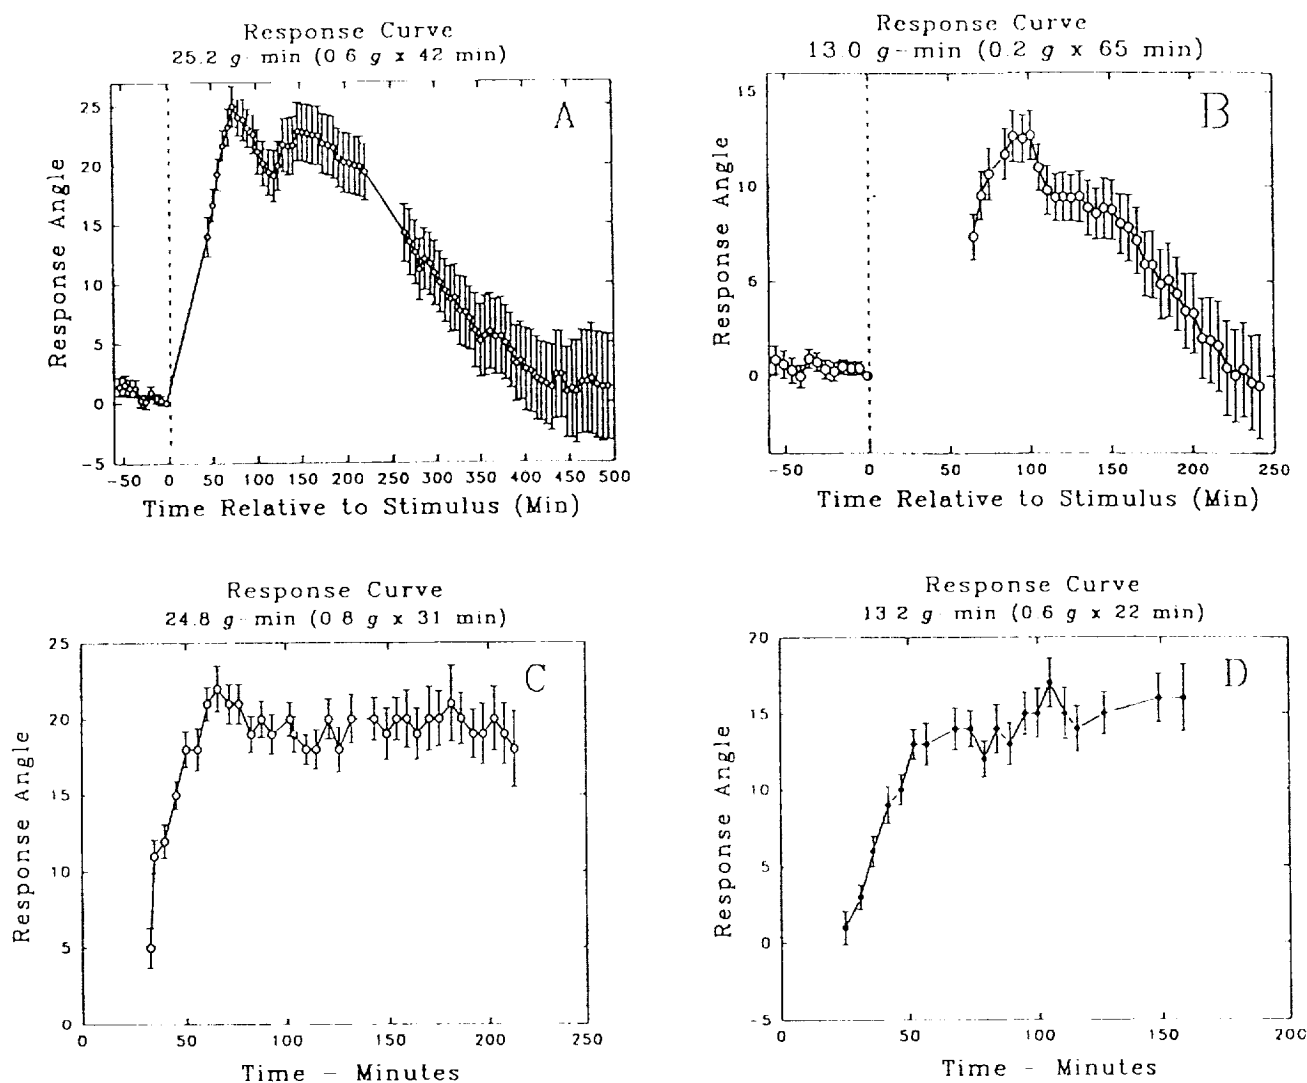 Response Curve
25.2 g-min (0.6 g x 42 min)
A
25
20
15
10
5
0
-5
Response Angle
-50 0 50 100 150 200 250 300 350 400 450 500
Time Relative to Stimulus (Min)
Response Curve
13.0 g-min (0.2 g x 65 min)
B
15
10
5
0
Response Angle
-50 0 50 100 150 200 250
Time Relative to Stimulus (Min)
Response Curve
24.8 g-min (0.8 g x 31 min)
C
25
20
15
10
5
0
Response Angle
0 50 100 150 200 250
Time - Minutes
Response Curve
13.2 g-min (0.6 g x 22 min)
D
20
15
10
5
0
-5
Response Angle
0 50 100 150 200
Time - Minutes